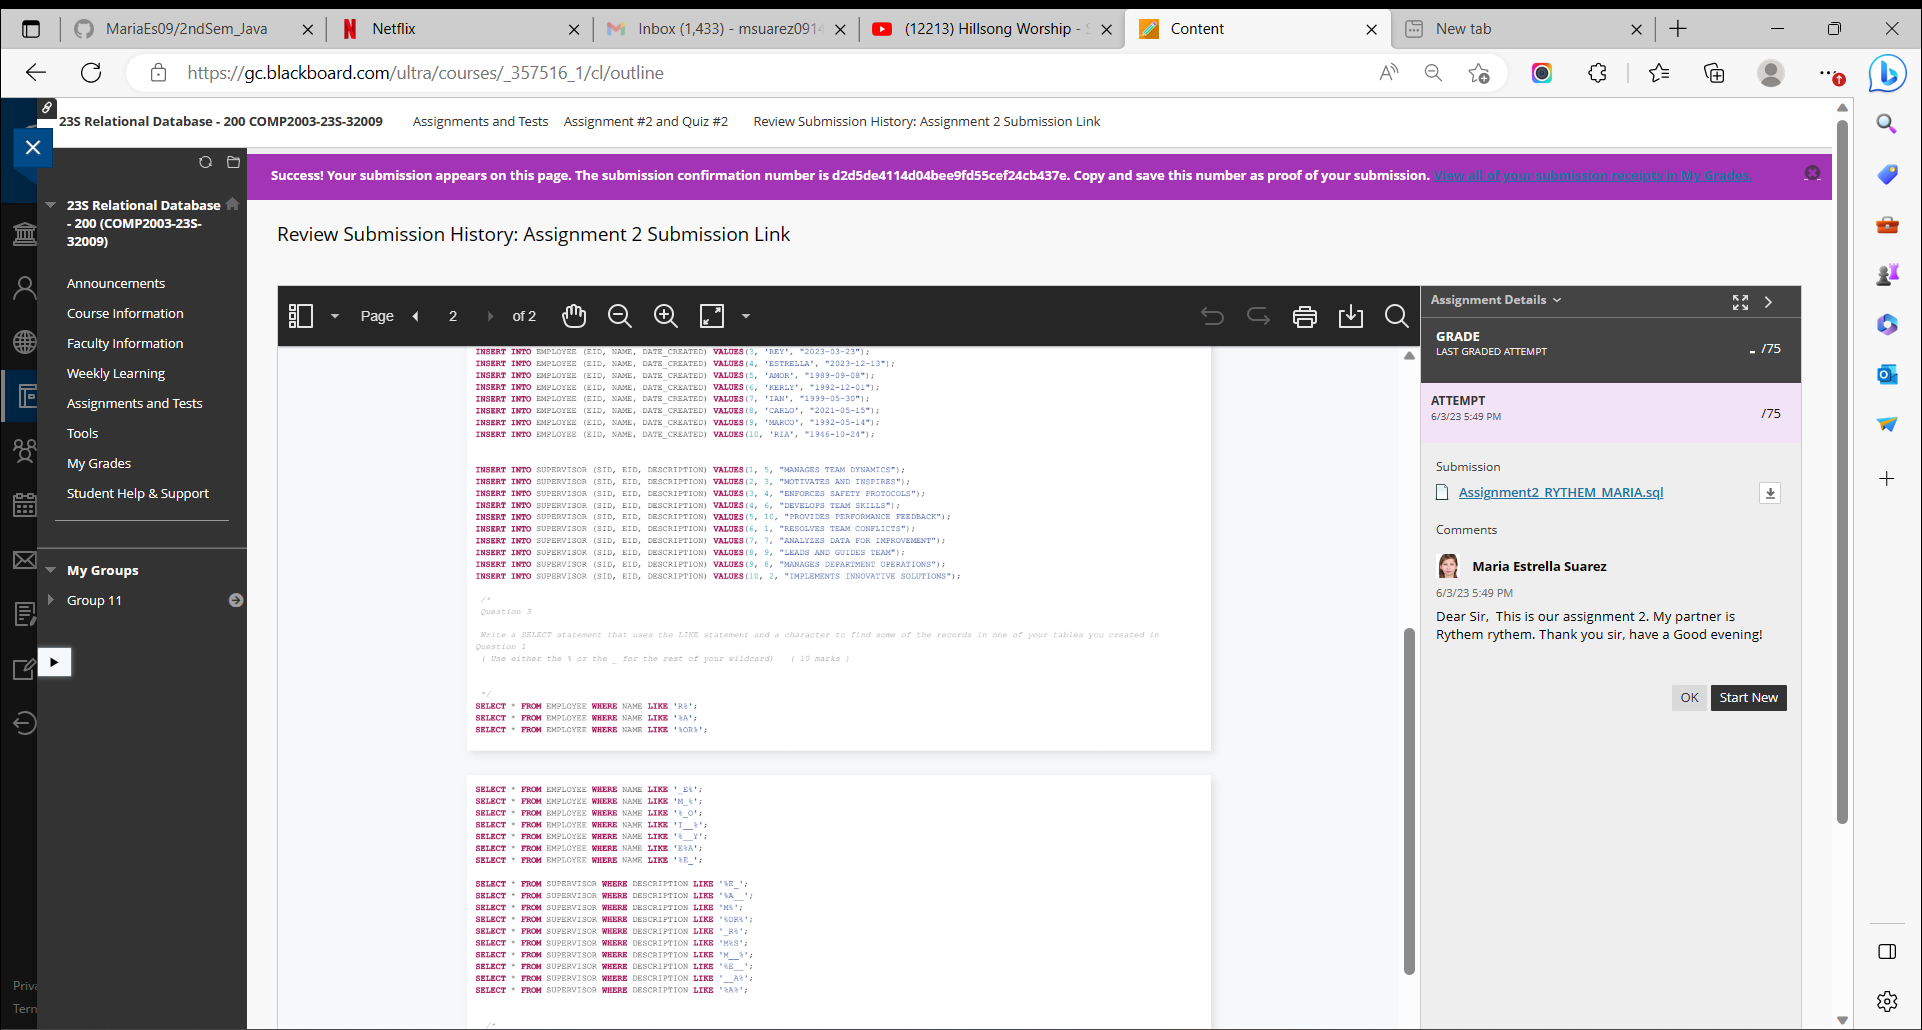 MariaEs09/2ndSem_Java
Netflix
Inbox (1,433) - msuarez0914
(12213) Hillsong Worship - S
Content
New tab
https://gc.blackboard.com/ultra/courses/_357516_1/cl/outline
23S Relational Database - 200 COMP2003-23S-32009
Assignments and Tests
Assignment #2 and Quiz #2
Review Submission History: Assignment 2 Submission Link
Success! Your submission appears on this page. The submission confirmation number is d2d5de4114d04bee9fd55cef24cb437e. Copy and save this number as proof of your submission. View all of your submission receipts in My Grades.
23S Relational Database
- 200 (COMP2003-23S-
32009)
Announcements
Course Information
Faculty Information
Weekly Learning
Assignments and Tests
Tools
My Grades
Student Help & Support
My Groups
Group 11
Priva
Term
Review Submission History: Assignment 2 Submission Link
Page 2 of 2
INSERT INTO EMPLOYEE (EID, NAME, DATE_CREATED) VALUES(3, 'REY', "2023-03-23");
INSERT INTO EMPLOYEE (EID, NAME, DATE_CREATED) VALUES(4, 'ESTRELLA', "2023-12-13");
INSERT INTO EMPLOYEE (EID, NAME, DATE_CREATED) VALUES(5, 'AMOR', "1989-09-08");
INSERT INTO EMPLOYEE (EID, NAME, DATE_CREATED) VALUES(6, 'KERLY', "1992-12-01");
INSERT INTO EMPLOYEE (EID, NAME, DATE_CREATED) VALUES(7, 'IAN', "1999-05-30");
INSERT INTO EMPLOYEE (EID, NAME, DATE_CREATED) VALUES(8, 'CARLO', "2021-05-15");
INSERT INTO EMPLOYEE (EID, NAME, DATE_CREATED) VALUES(9, 'MARCO', "1992-05-14");
INSERT INTO EMPLOYEE (EID, NAME, DATE_CREATED) VALUES(10, 'RIA', "1946-10-24");
INSERT INTO SUPERVISOR (SID, EID, DESCRIPTION) VALUES(1, 5, "MANAGES TEAM DYNAMICS");
INSERT INTO SUPERVISOR (SID, EID, DESCRIPTION) VALUES(2, 3, "MOTIVATES AND INSPIRES");
INSERT INTO SUPERVISOR (SID, EID, DESCRIPTION) VALUES(3, 4, "ENFORCES SAFETY PROTOCOLS");
INSERT INTO SUPERVISOR (SID, EID, DESCRIPTION) VALUES(4, 6, "DEVELOPS TEAM SKILLS");
INSERT INTO SUPERVISOR (SID, EID, DESCRIPTION) VALUES(5, 10, "PROVIDES PERFORMANCE FEEDBACK");
INSERT INTO SUPERVISOR (SID, EID, DESCRIPTION) VALUES(6, 1, "RESOLVES TEAM CONFLICTS");
INSERT INTO SUPERVISOR (SID, EID, DESCRIPTION) VALUES(7, 7, "ANALYZES DATA FOR IMPROVEMENT");
INSERT INTO SUPERVISOR (SID, EID, DESCRIPTION) VALUES(8, 9, "LEADS AND GUIDES TEAM");
INSERT INTO SUPERVISOR (SID, EID, DESCRIPTION) VALUES(9, 8, "MANAGES DEPARTMENT OPERATIONS");
INSERT INTO SUPERVISOR (SID, EID, DESCRIPTION) VALUES(10, 2, "IMPLEMENTS INNOVATIVE SOLUTIONS");
/*
Question 3
Write a SELECT statement that uses the LIKE statement and a character to find some of the records in one of your tables you created in
Question 1
( Use either the % or the _ for the rest of your wildcard) ( 10 marks )
*/
SELECT * FROM EMPLOYEE WHERE NAME LIKE 'R%';
SELECT * FROM EMPLOYEE WHERE NAME LIKE '%A';
SELECT * FROM EMPLOYEE WHERE NAME LIKE '%OR%';
SELECT * FROM EMPLOYEE WHERE NAME LIKE '_E%';
SELECT * FROM EMPLOYEE WHERE NAME LIKE 'M_%';
SELECT * FROM EMPLOYEE WHERE NAME LIKE '%_O';
SELECT * FROM EMPLOYEE WHERE NAME LIKE 'I__%';
SELECT * FROM EMPLOYEE WHERE NAME LIKE '%__Y';
SELECT * FROM EMPLOYEE WHERE NAME LIKE 'E%A';
SELECT * FROM EMPLOYEE WHERE NAME LIKE '%E_';
SELECT * FROM SUPERVISOR WHERE DESCRIPTION LIKE '%E_';
SELECT * FROM SUPERVISOR WHERE DESCRIPTION LIKE '%A__';
SELECT * FROM SUPERVISOR WHERE DESCRIPTION LIKE 'M%';
SELECT * FROM SUPERVISOR WHERE DESCRIPTION LIKE '%OR%';
SELECT * FROM SUPERVISOR WHERE DESCRIPTION LIKE '_R%';
SELECT * FROM SUPERVISOR WHERE DESCRIPTION LIKE 'M%S';
SELECT * FROM SUPERVISOR WHERE DESCRIPTION LIKE 'M__%';
SELECT * FROM SUPERVISOR WHERE DESCRIPTION LIKE '%E__';
SELECT * FROM SUPERVISOR WHERE DESCRIPTION LIKE '__A%';
SELECT * FROM SUPERVISOR WHERE DESCRIPTION LIKE '%A%';
/*
Assignment Details
GRADE
LAST GRADED ATTEMPT
- /75
ATTEMPT
6/3/23 5:49 PM
/75
Submission
Assignment2_RYTHEM_MARIA.sql
Comments
Maria Estrella Suarez
6/3/23 5:49 PM
Dear Sir, This is our assignment 2. My partner is
Rythem rythem. Thank you sir, have a Good evening!
OK
Start New